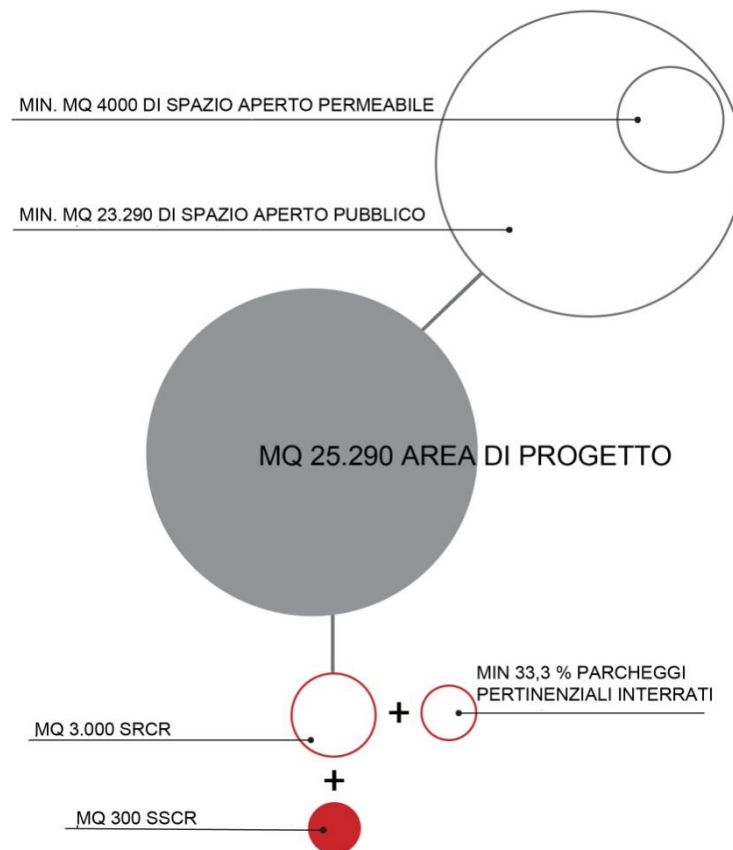 MIN. MQ 4000 DI SPAZIO APERTO PERMEABILE
MIN. MQ 23.290 DI SPAZIO APERTO PUBBLICO
MQ 25.290 AREA DI PROGETTO
MIN 33,3 % PARCHEGGI
PERTINENZIALI INTERRATI
+
MQ 3.000 SRCR
+
MQ 300 SSCR